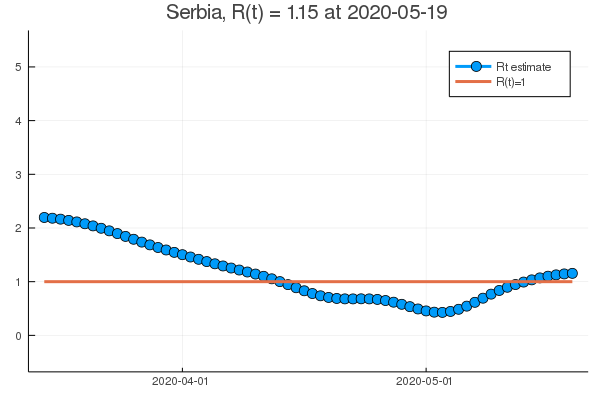 Serbia, R(t) = 1.15 at 2020-05-19
Rt estimate
R(t)=1
5
4
3
2
1
0
2020-04-01
2020-05-01